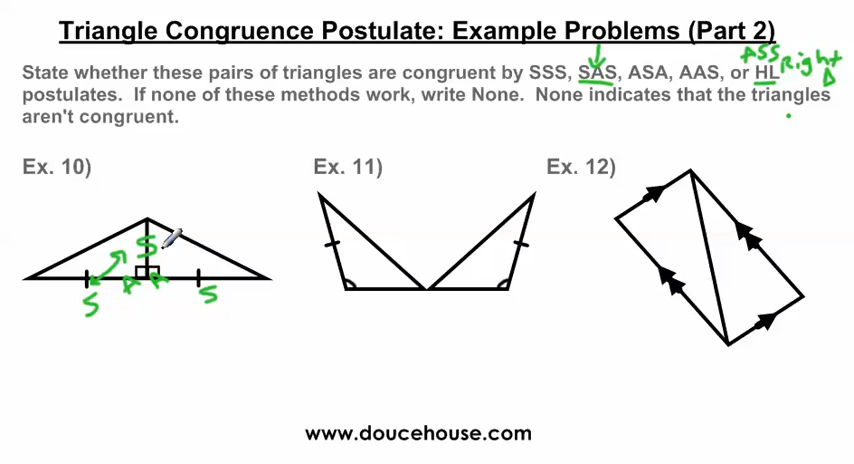 Triangle Congruence Postulate: Example Problems (Part 2)
ASS
Right
State whether these pairs of triangles are congruent by SSS, SAS, ASA, AAS, or HL
postulates. If none of these methods work, write None. None indicates that the triangles
aren't congruent.
Ex. 10)
Ex. 11)
Ex. 12)
S
A A
S S
www.doucehouse.com